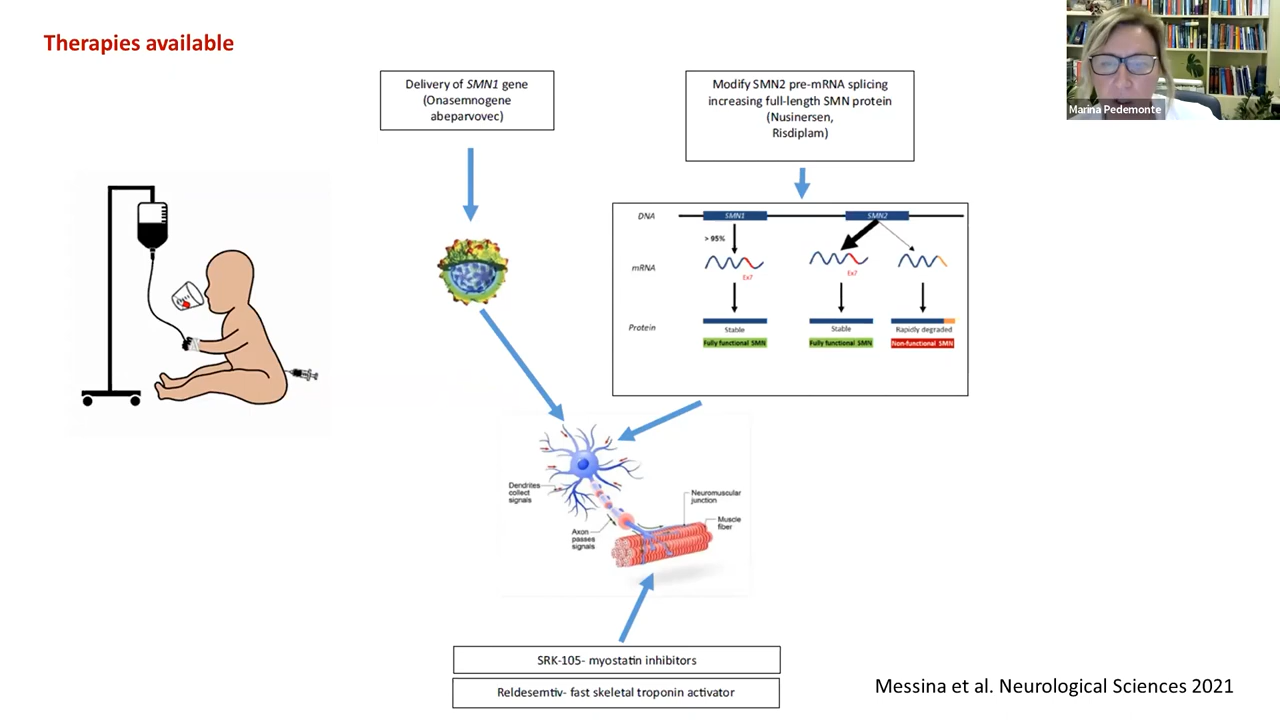 Therapies available
Marina Pedemonte
Delivery of SMN1 gene
(Onasemnogene
abeparvovec)
Modify SMN2 pre-mRNA splicing
increasing full-length SMN protein
(Nusinersen,
Risdiplam)
DNA
SMN1
SMN2
> 95%
mRNA
Ex7
Ex7
Protein
Stable
Stable
Rapidly degraded
Fully functional SMN
Fully functional SMN
Non-functional SMN
Dendrites
collect
signals
Neuromuscular
junction
Muscle
fiber
Axon
passes
signals
SRK-105- myostatin inhibitors
Reldesemtiv- fast skeletal troponin activator
Messina et al. Neurological Sciences 2021